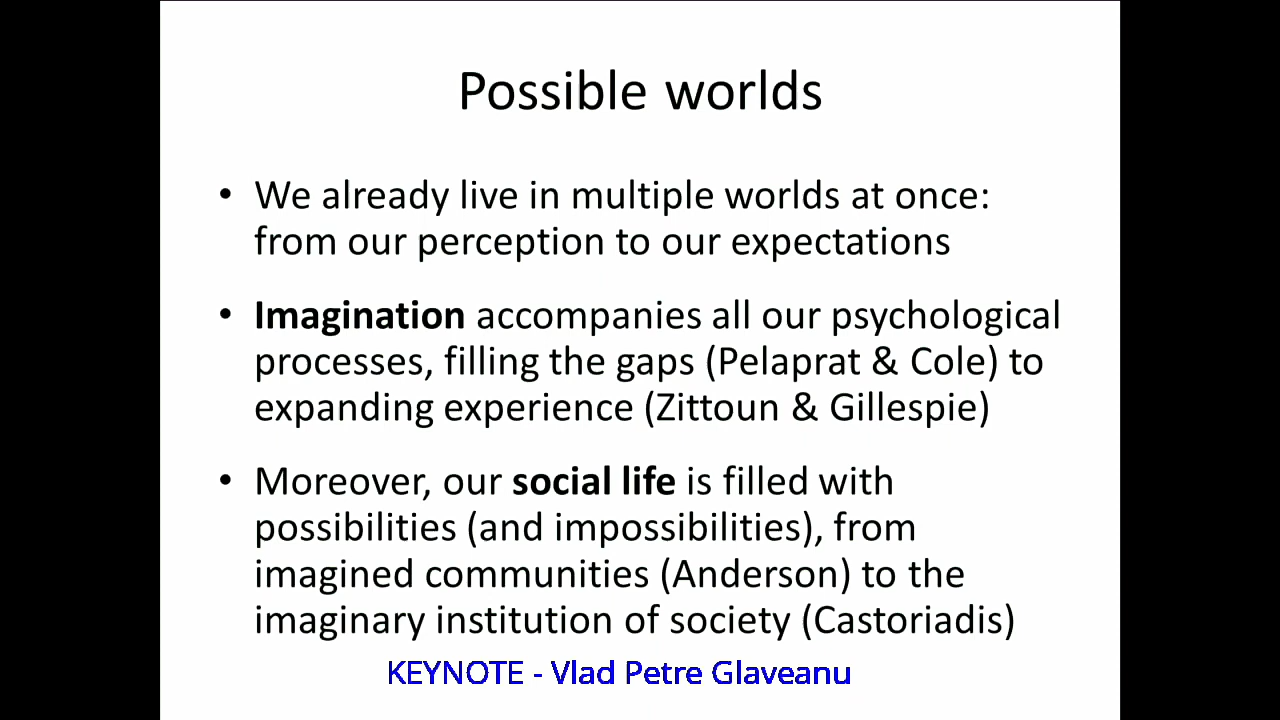 Possible worlds
• We already live in multiple worlds at once:
from our perception to our expectations
• Imagination accompanies all our psychological
processes, filling the gaps (Pelaprat & Cole) to
expanding experience (Zittoun & Gillespie)
• Moreover, our social life is filled with
possibilities (and impossibilities), from
imagined communities (Anderson) to the
imaginary institution of society (Castoriadis)
KEYNOTE - Vlad Petre Glaveanu